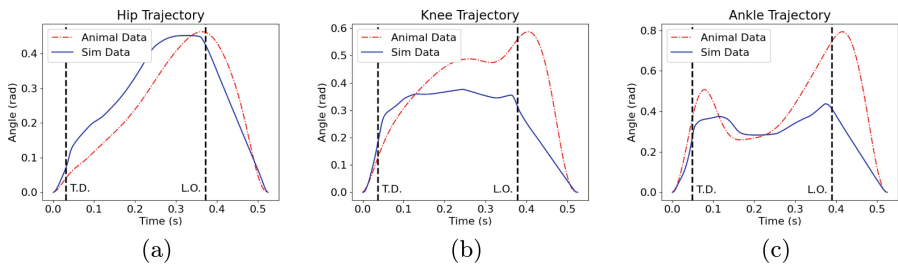 Hip Trajectory
Angle (rad)
0.4
0.3
0.2
0.1
0.0
Animal Data
Sim Data
T.D.
L.O.
0.0 0.1 0.2 0.3 0.4 0.5
Time (s)
(a)
Knee Trajectory
Angle (rad)
0.6
0.5
0.4
0.3
0.2
0.1
0.0
Animal Data
Sim Data
T.D.
L.O.
0.0 0.1 0.2 0.3 0.4 0.5
Time (s)
(b)
Ankle Trajectory
Angle (rad)
0.8
0.6
0.4
0.2
0.0
Animal Data
Sim Data
T.D.
L.O.
0.0 0.1 0.2 0.3 0.4 0.5
Time (s)
(c)